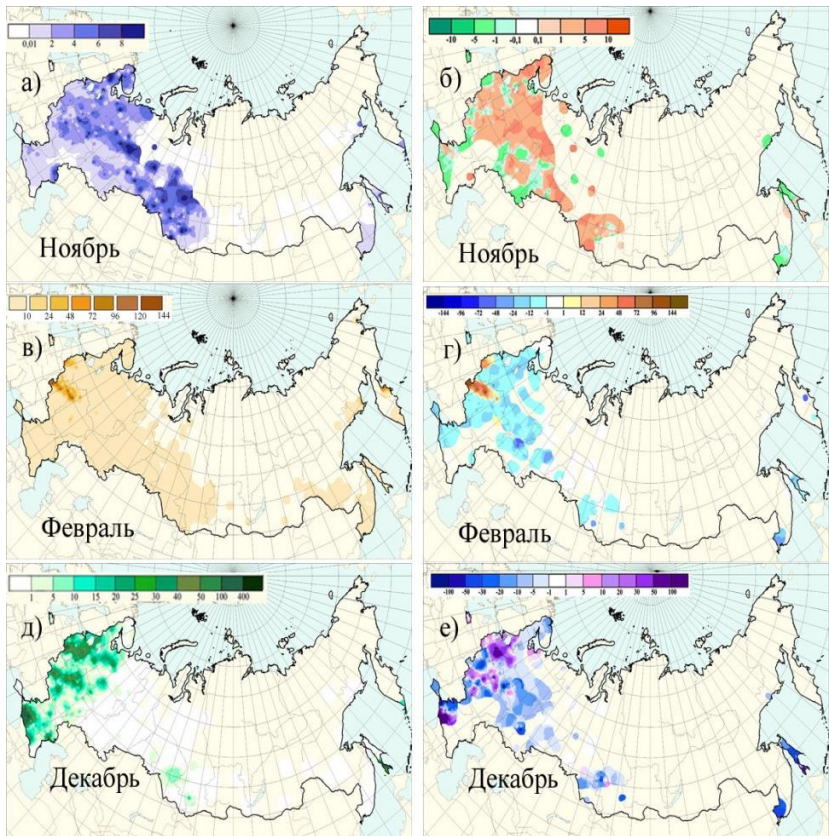 0,01 2 4 6 8
-10 -5 -1 -0,1 0,1 1 5 10
а)
б)
Ноябрь
Ноябрь
10 24 48 72 96 120 144
-144 -96 -72 -48 -24 -12 -1 1 12 24 48 72 96 144
в)
г)
Февраль
Февраль
1 5 10 15 20 25 30 40 50 100 400
-100 -50 -30 -20 -10 -5 -1 1 5 10 20 30 50 100
д)
е)
Декабрь
Декабрь